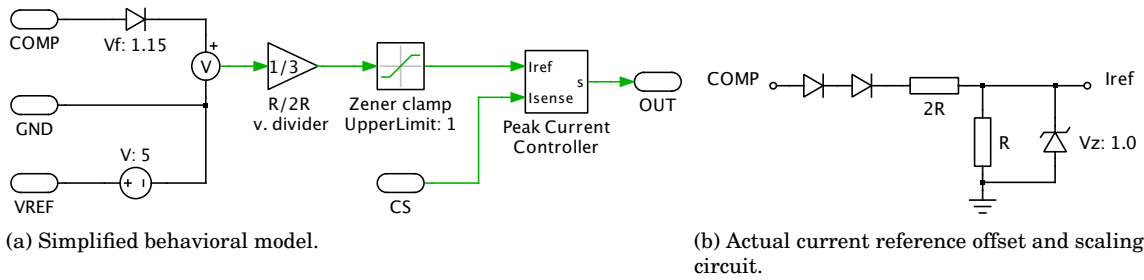 COMP
Vf: 1.15
+
V
GND
V: 5
+ -
VREF
1/3
R/2R
v. divider
Zener clamp
UpperLimit: 1
CS
Iref
Isense
s
Peak Current
Controller
OUT
(a) Simplified behavioral model.
COMP
2R
R
Vz: 1.0
Iref
(b) Actual current reference offset and scaling
circuit.